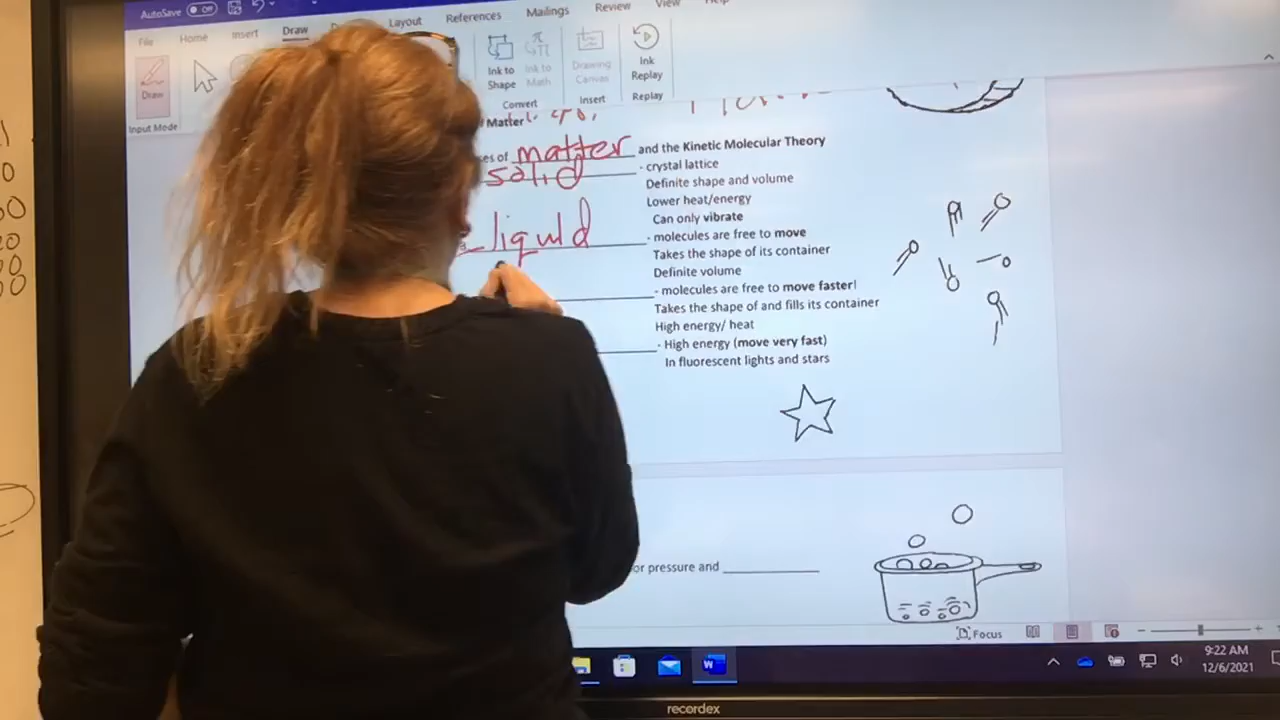 AutoSave Off
File Home Insert Draw Layout References Mailings Review View Help
Draw
Input Mode
Ink to Shape
Ink to Math
Convert
Drawing Canvas
Insert
Ink Replay
Replay
Matter
es of matter and the Kinetic Molecular Theory
solid - crystal lattice
Definite shape and volume
Lower heat/energy
Can only vibrate
liquid - molecules are free to move
Takes the shape of its container
Definite volume
- molecules are free to move faster!
Takes the shape of and fills its container
High energy/ heat
- High energy (move very fast)
In fluorescent lights and stars
or pressure and
Focus
9:22 AM
12/6/2021
recordex